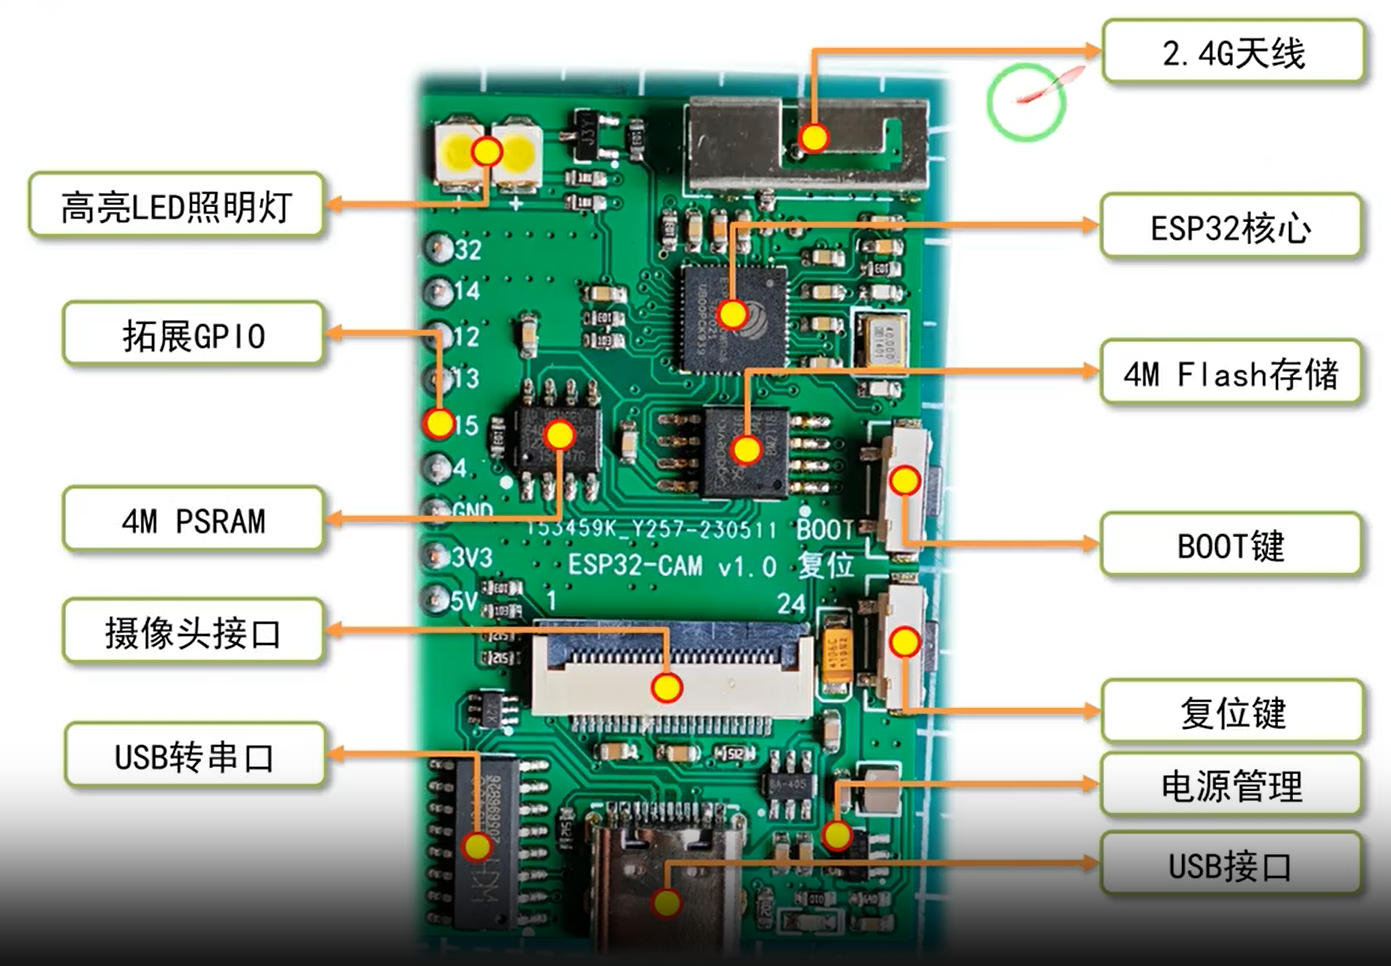 2.4G天线
高亮LED照明灯
ESP32核心
拓展GPIO
4M Flash存储
4M PSRAM
BOOT键
摄像头接口
复位键
USB转串口
电源管理
USB接口
J3Y
32
14
12
13
15
4
GND
3V3
5V
153459K_Y257-230511
BOOT
ESP32-CAM v1.0
复位
1
24